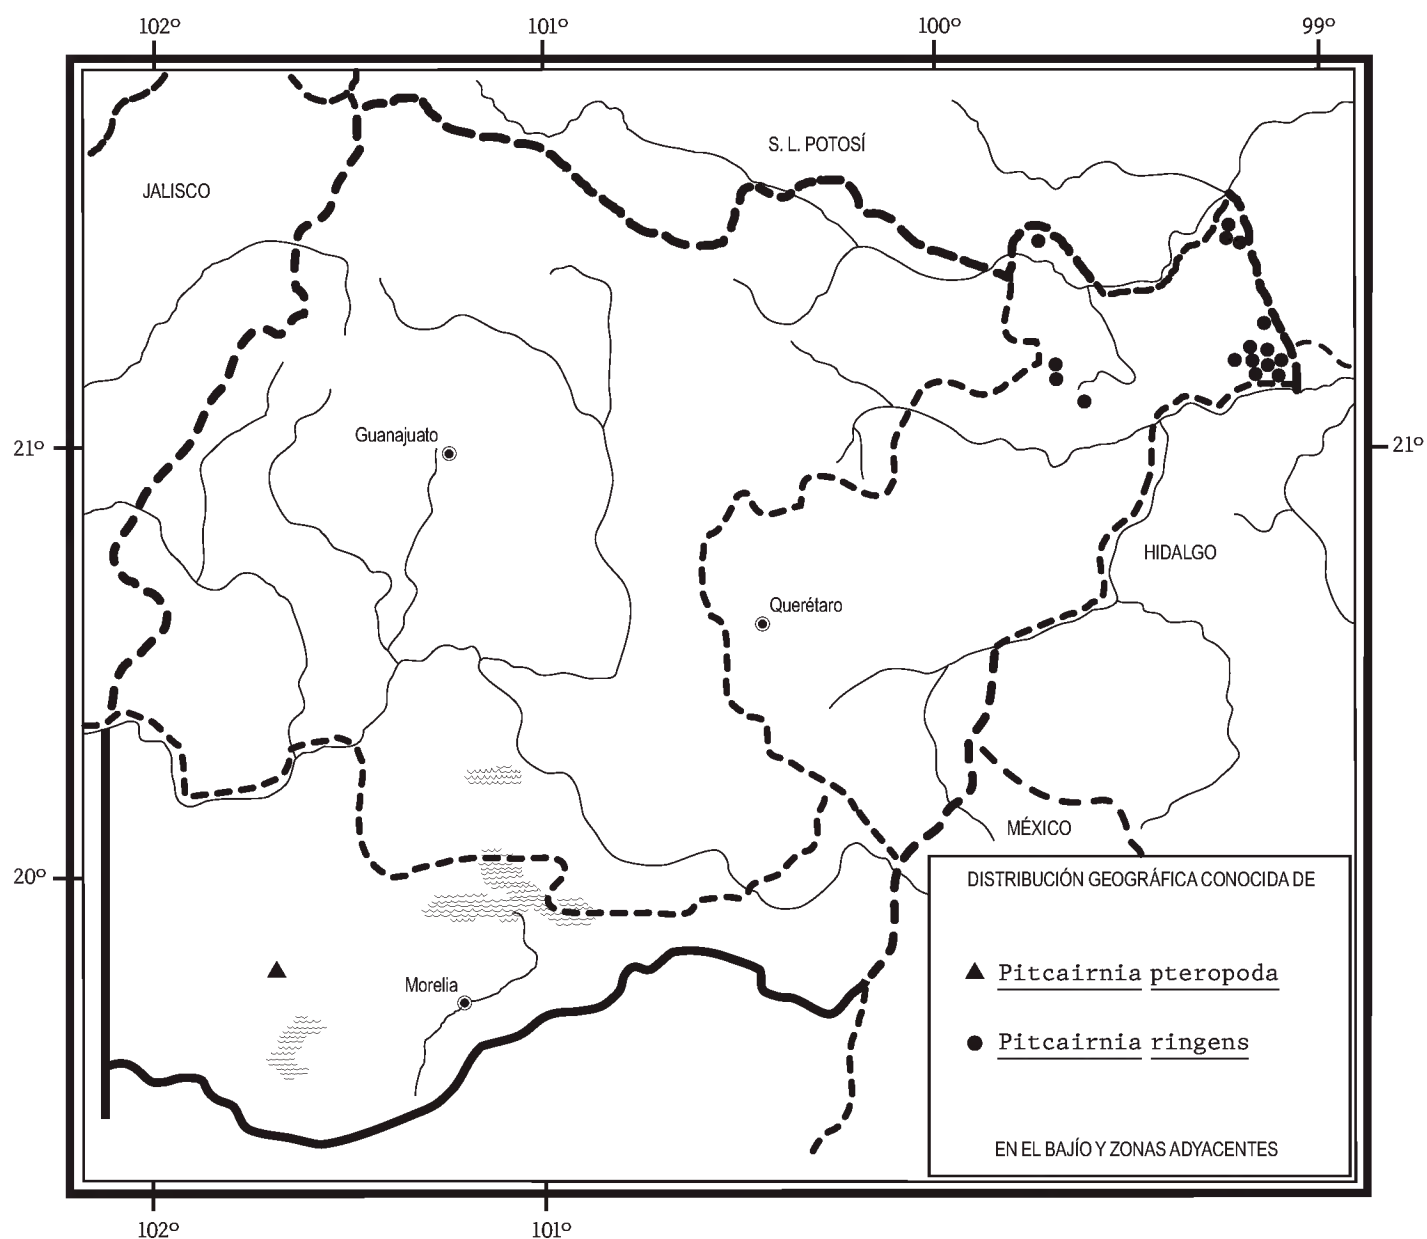 102º 101º 100º 99º
S. L. POTOSÍ
JALISCO
Guanajuato
21º 21º
HIDALGO
Querétaro
MÉXICO
20º
DISTRIBUCIÓN GEOGRÁFICA CONOCIDA DE
Pitcairnia pteropoda
Morelia
Pitcairnia ringens
EN EL BAJÍO Y ZONAS ADYACENTES
102º 101º